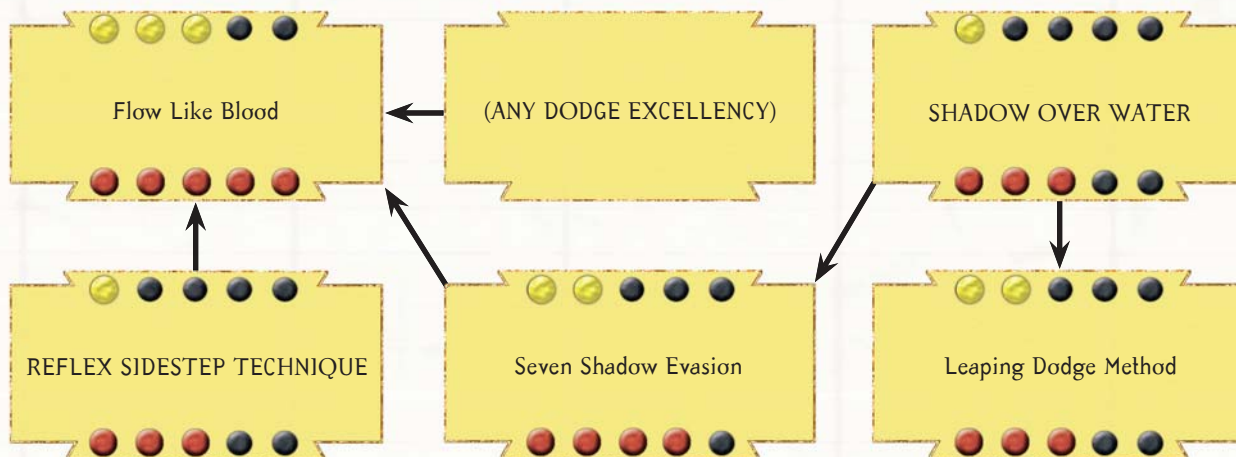 Flow Like Blood
(ANY DODGE EXCELLENCY)
SHADOW OVER WATER
REFLEX SIDESTEP TECHNIQUE
Seven Shadow Evasion
Leaping Dodge Method